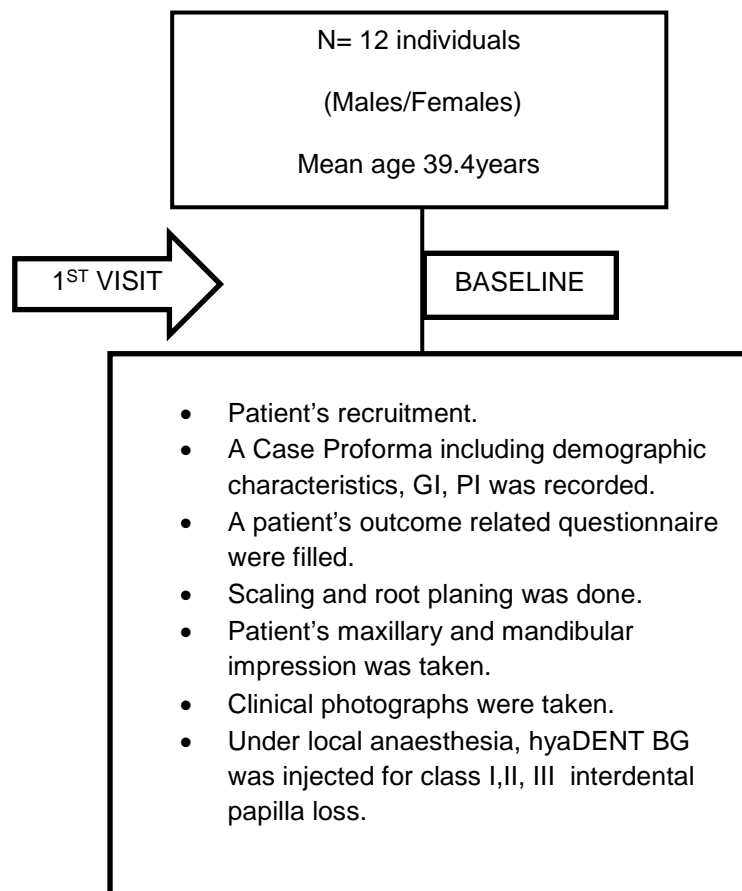 N= 12 individuals
(Males/Females)
Mean age 39.4years
1ST VISIT
BASELINE
• Patient’s recruitment.
• A Case Proforma including demographic
characteristics, GI, PI was recorded.
• A patient’s outcome related questionnaire
were filled.
• Scaling and root planing was done.
• Patient’s maxillary and mandibular
impression was taken.
• Clinical photographs were taken.
• Under local anaesthesia, hyaDENT BG
was injected for class I,II, III interdental
papilla loss.